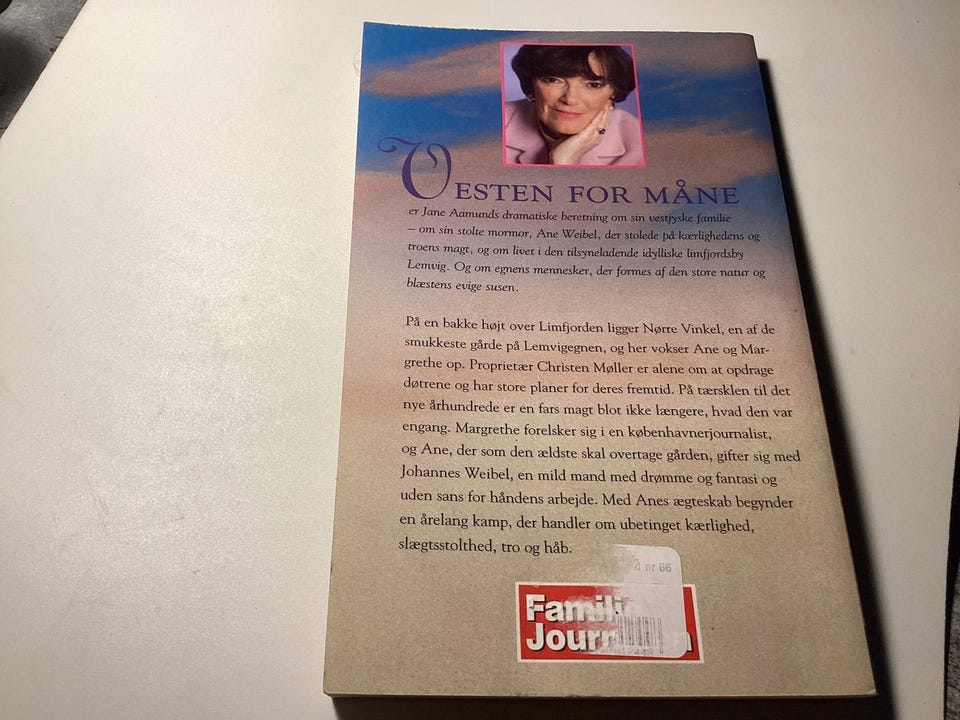 VESTEN FOR MÅNE
er Jane Aamunds dramatiske beretning om sin vestjyske familie
– om sin stolte mormor, Ane Weibel, der stolede på kærlighedens og
troens magt, og om livet i den tilsyneladende idylliske limfjordsby
Lemvig. Og om egnens mennesker, der formes af den store natur og
blæstens evige susen.
På en bakke højt over Limfjorden ligger Nørre Vinkel, en af de
smukkeste gårde på Lemvigegnen, og her vokser Ane og Mar-
grethe op. Proprietær Christen Møller er alene om at opdrage
døtrene og har store planer for deres fremtid. På tærsklen til det
nye århundrede er en fars magt blot ikke længere, hvad den var
engang. Margrethe forelsker sig i en københavnerjournalist,
og Ane, der som den ældste skal overtage gården, gifter sig med
Johannes Weibel, en mild mand med drømme og fantasi og
uden sans for håndens arbejde. Med Anes ægteskab begynder
en årelang kamp, der handler om ubetinget kærlighed,
slægtsstolthed, tro og håb.
nr 66
Famili
Jour n